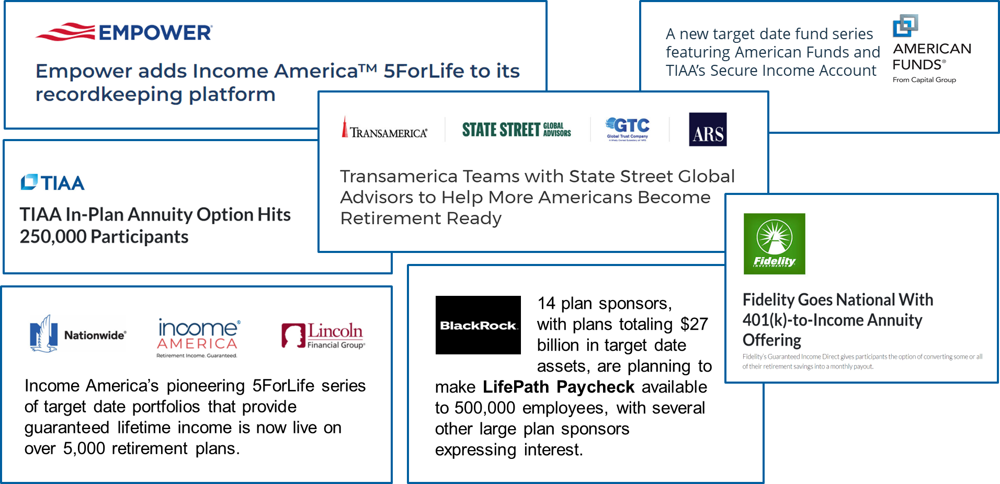 EMPOWER
Empower adds Income America™ 5ForLife to its
recordkeeping platform
A new target date fund series
featuring American Funds and
TIAA's Secure Income Account
AMERICAN
FUNDS®
From Capital Group
TRANSAMERICA®
STATE STREET GLOBAL
ADVISORS
GTC
Global Trust Company
A Wholly Owned Subsidiary of
ARS
Transamerica Teams with State Street Global
Advisors to Help More Americans Become
Retirement Ready
TIAA
TIAA In-Plan Annuity Option Hits
250,000 Participants
Fidelity
INVESTMENTS
Fidelity Goes National With
401(k)-to-Income Annuity
Offering
Fidelity's Guaranteed Income Direct gives participants the option of converting some or all
of their retirement savings into a monthly payout.
N
Nationwide®
income®
AMERICA
Retirement Income. Guaranteed.
Lincoln
Financial Group®
Income America's pioneering 5ForLife series
of target date portfolios that provide
guaranteed lifetime income is now live on
over 5,000 retirement plans.
BlackRock.
14 plan sponsors,
with plans totaling $27
billion in target date
assets, are planning to
make LifePath Paycheck available
to 500,000 employees, with several
other large plan sponsors
expressing interest.